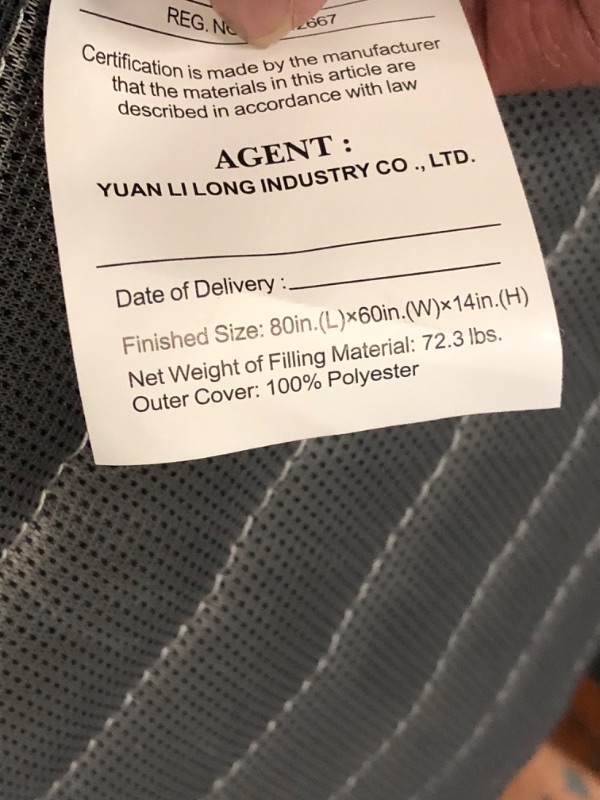 REG. NO 2667
Certification is made by the manufacturer
that the materials in this article are
described in accordance with law
AGENT :
YUAN LI LONG INDUSTRY CO ., LTD.
Date of Delivery :
Finished Size: 80in.(L)×60in.(W)×14in.(H)
Net Weight of Filling Material: 72.3 lbs.
Outer Cover: 100% Polyester